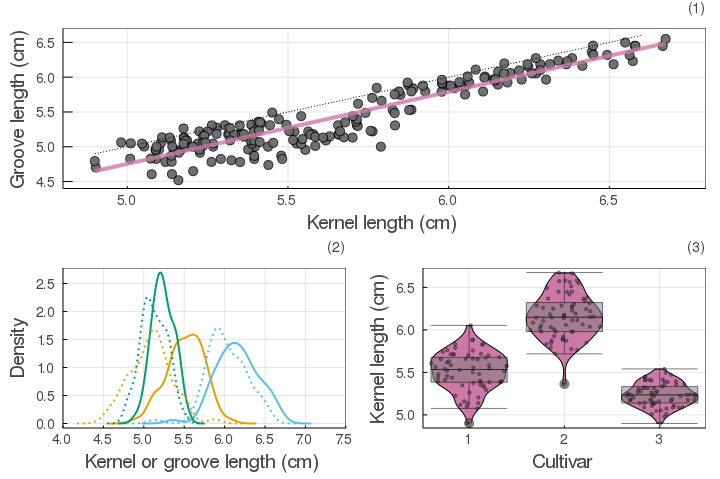 (1)
Groove length (cm)
6.5
6.0
5.5
5.0
4.5
5.0 5.5 6.0 6.5
Kernel length (cm)
(2)
Density
2.5
2.0
1.5
1.0
0.5
0.0
4.0 4.5 5.0 5.5 6.0 6.5 7.0 7.5
Kernel or groove length (cm)
(3)
Kernel length (cm)
6.5
6.0
5.5
5.0
1 2 3
Cultivar